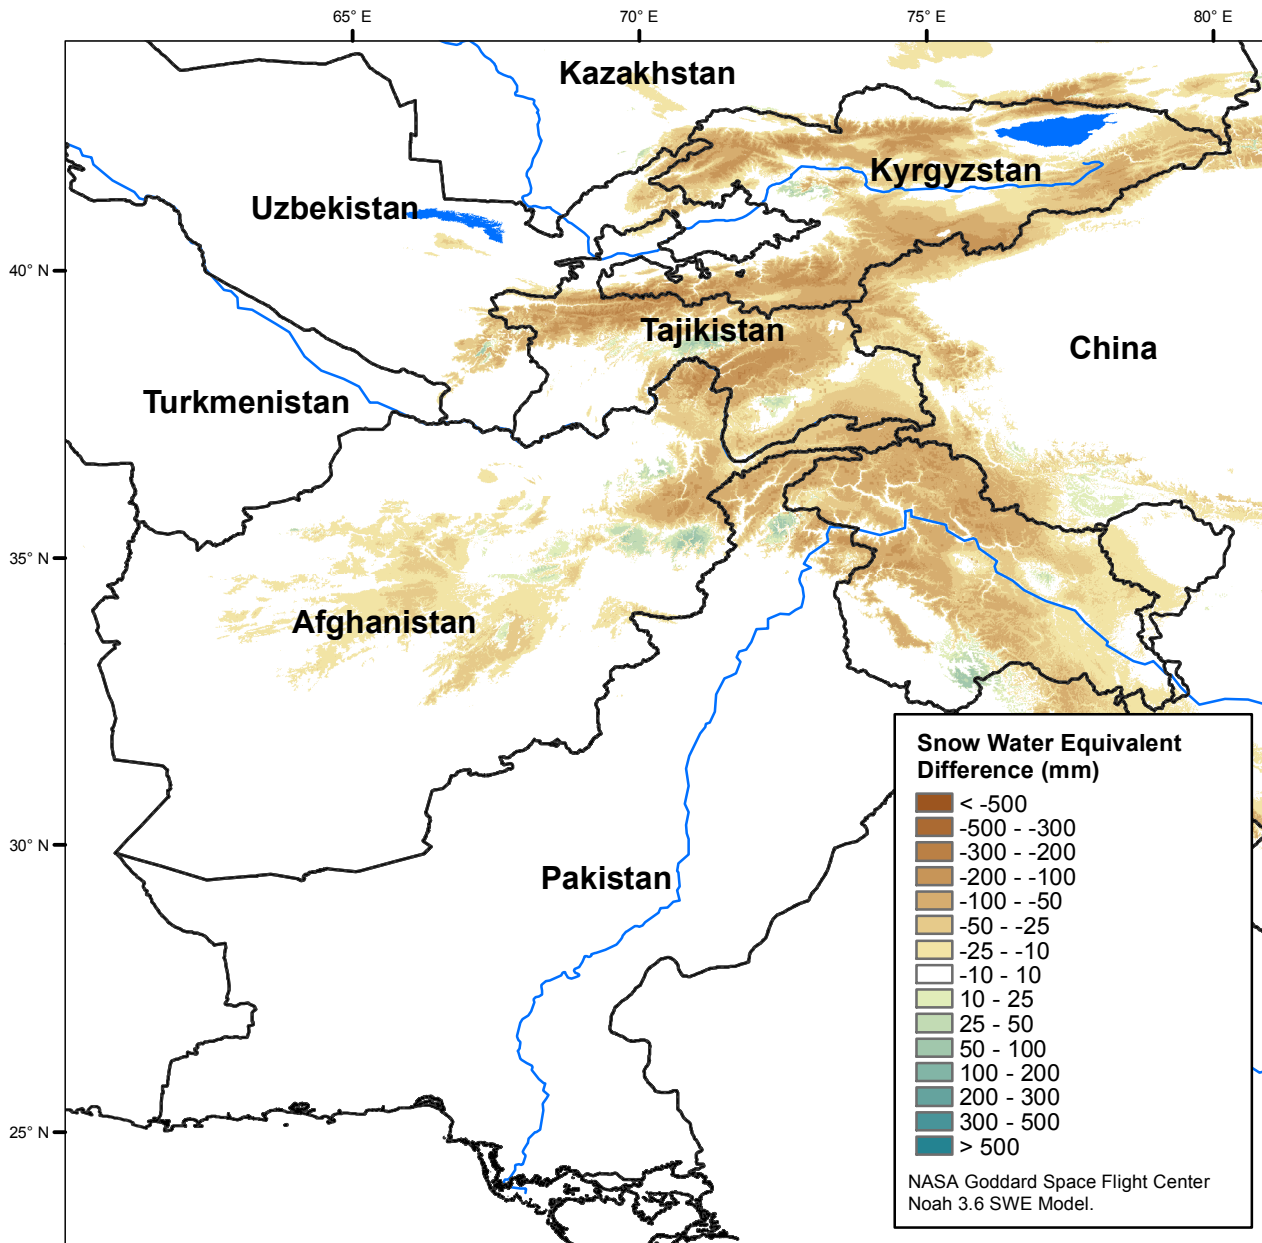 65° E
70° E
75° E
80° E
Kazakhstan
Kyrgyzstan
Uzbekistan
40° N
Tajikistan
China
Turkmenistan
35° N
Afghanistan
Snow Water Equivalent
Difference (mm)
< -500
-500 - -300
-300 - -200
-200 - -100
-100 - -50
-50 - -25
-25 - -10
-10 - 10
10 - 25
25 - 50
50 - 100
100 - 200
200 - 300
300 - 500
> 500
30° N
Pakistan
25° N
NASA Goddard Space Flight Center
Noah 3.6 SWE Model.